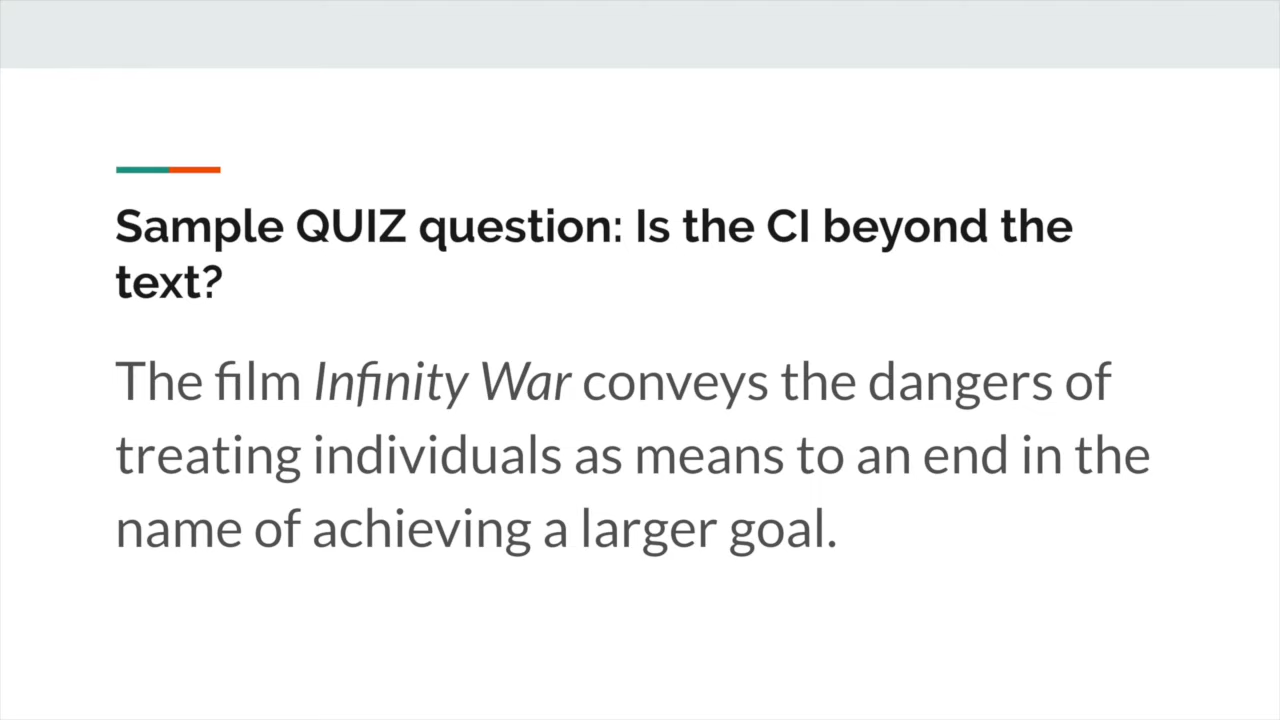 Sample QUIZ question: Is the CI beyond the
text?
The film Infinity War conveys the dangers of
treating individuals as means to an end in the
name of achieving a larger goal.